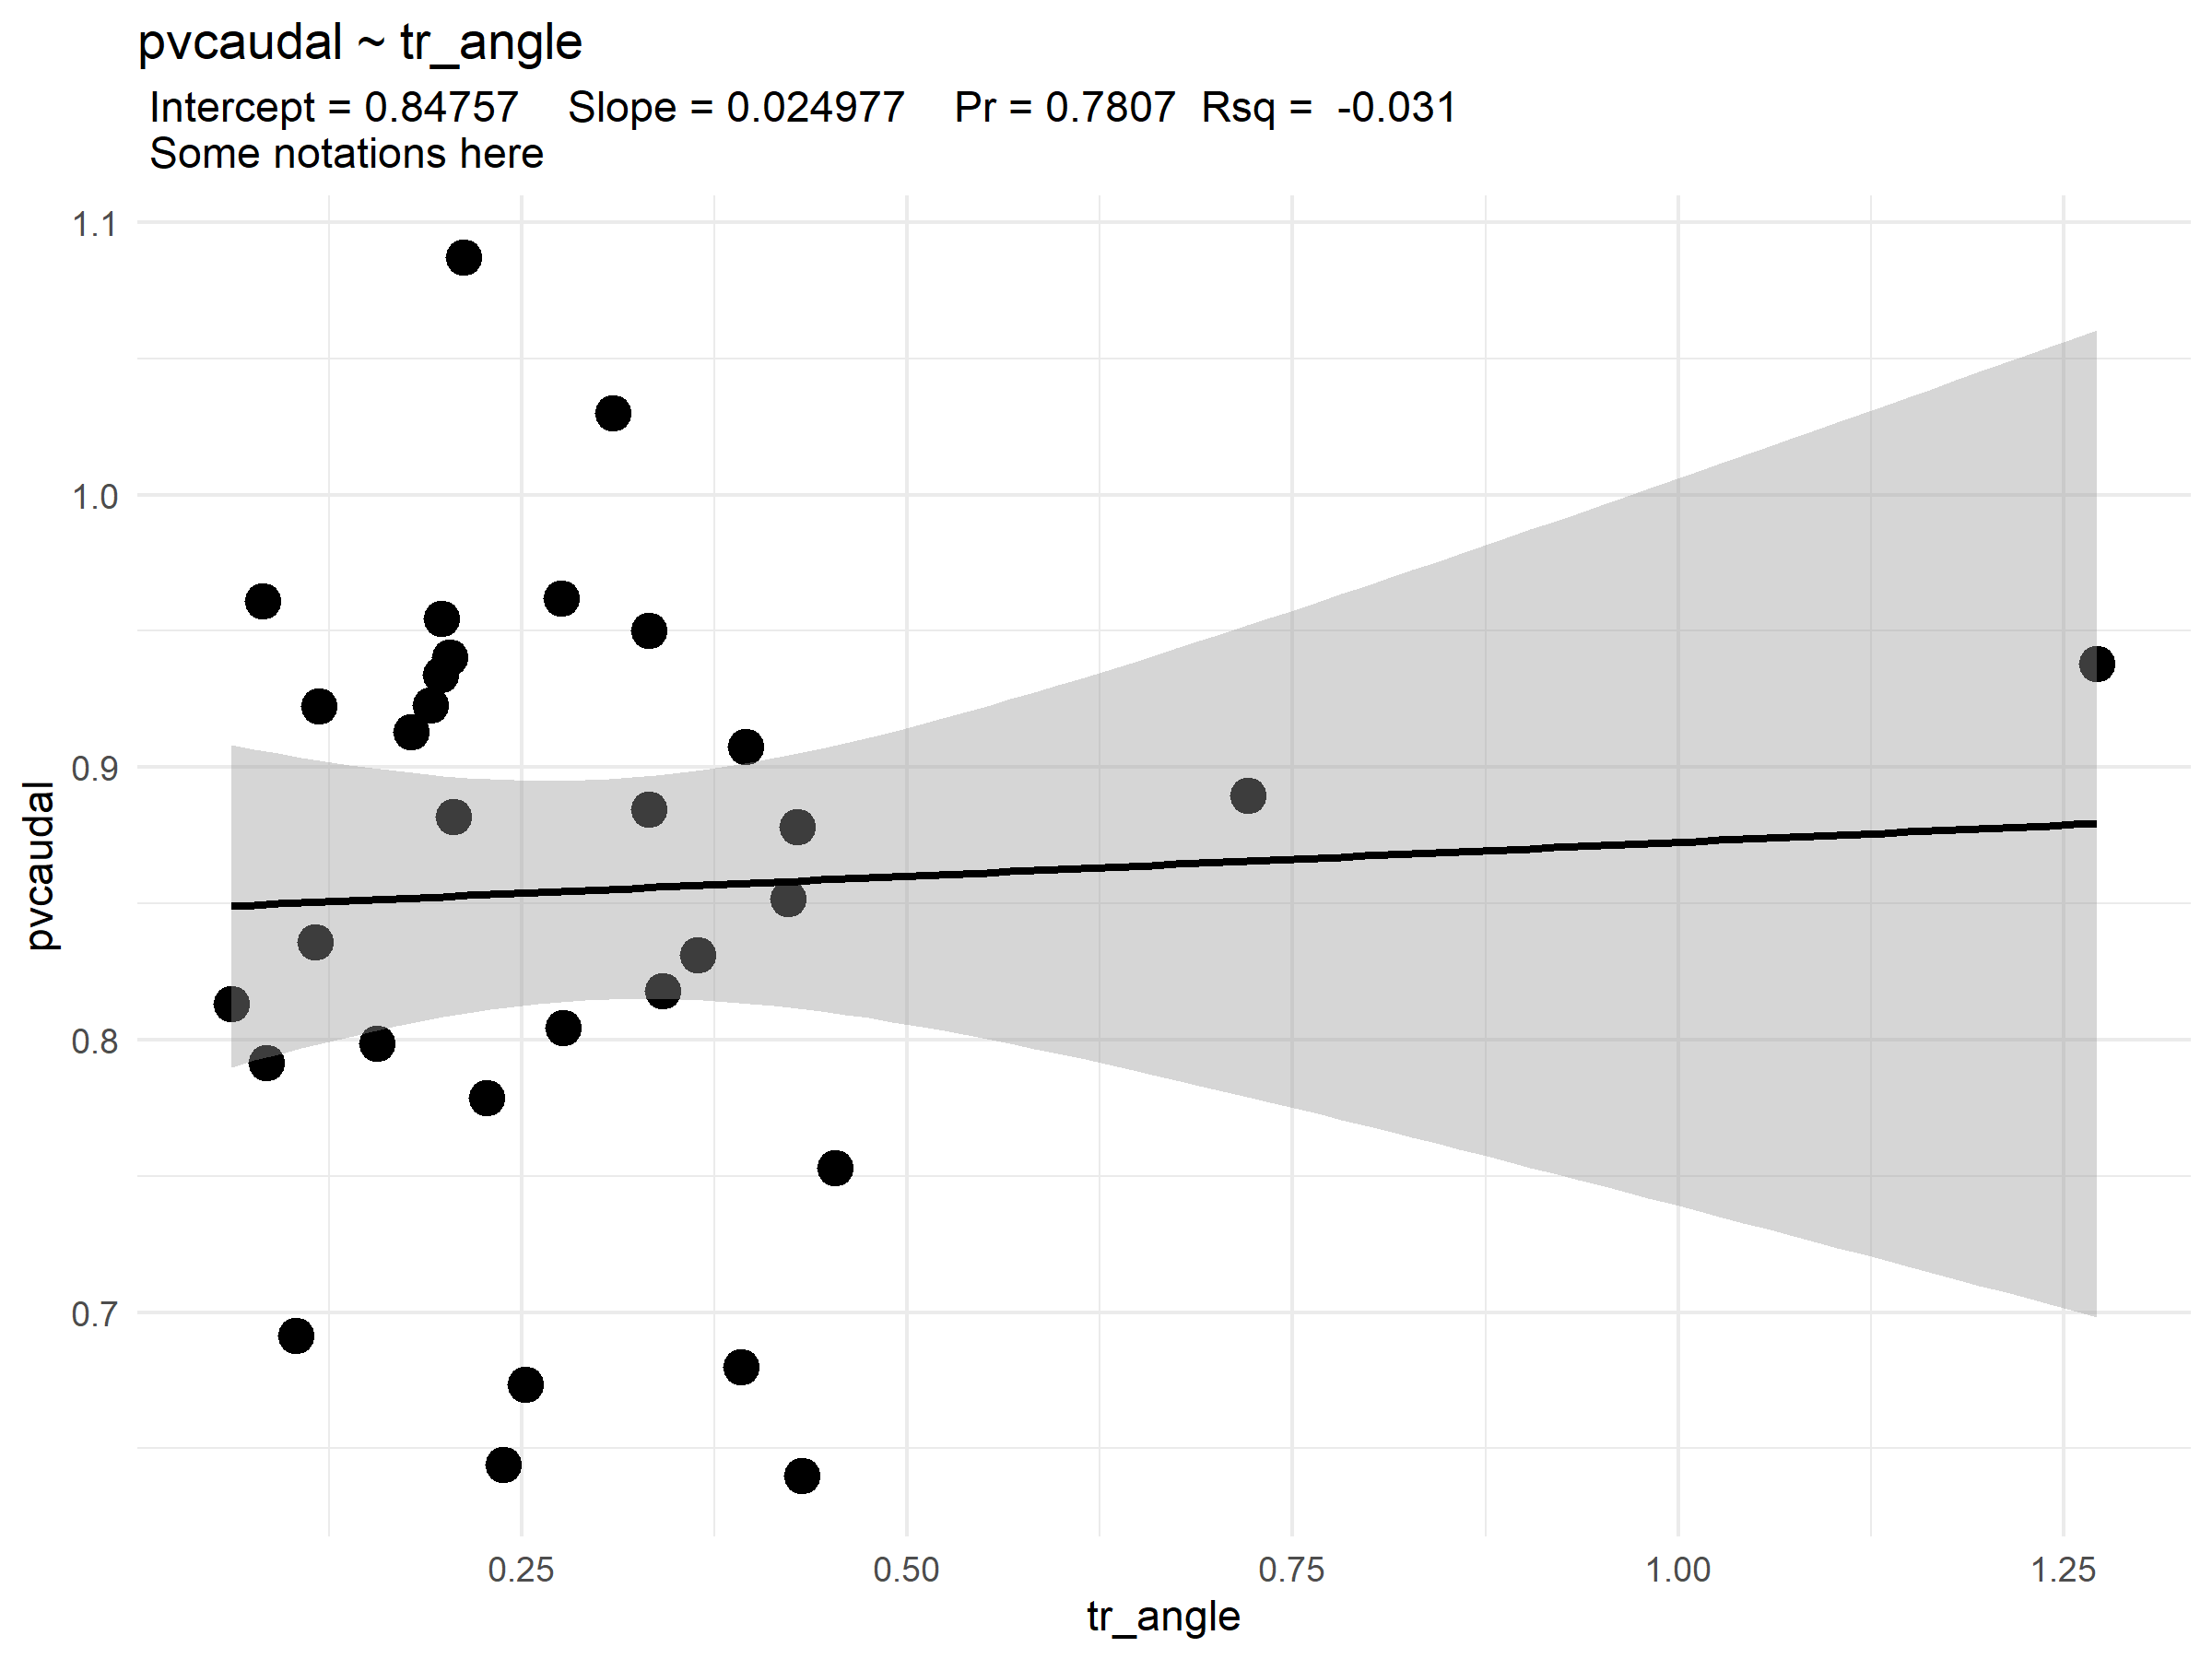 pvcaudal ~ tr_angle
Intercept = 0.84757 Slope = 0.024977 Pr = 0.7807 Rsq = -0.031
Some notations here
1.1
1.0
0.9
0.8
0.7
pvcaudal
0.25 0.50 0.75 1.00 1.25
tr_angle